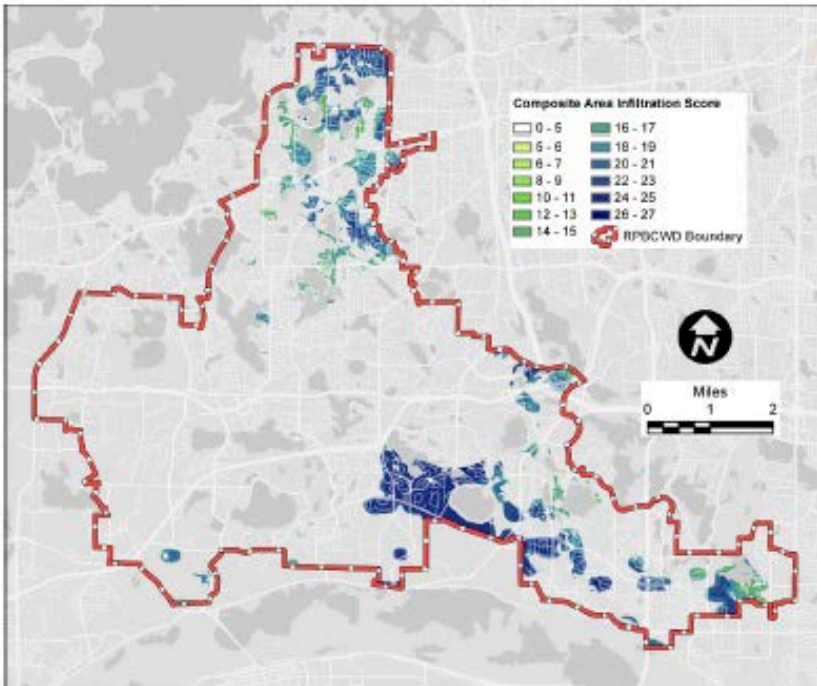 Composite Area Infiltration Score
0 - 5
5 - 6
6 - 7
8 - 9
10 - 11
12 - 13
14 - 15
16 - 17
18 - 19
20 - 21
22 - 23
24 - 25
26 - 27
RPBCWD Boundary
N
Miles
0 1 2